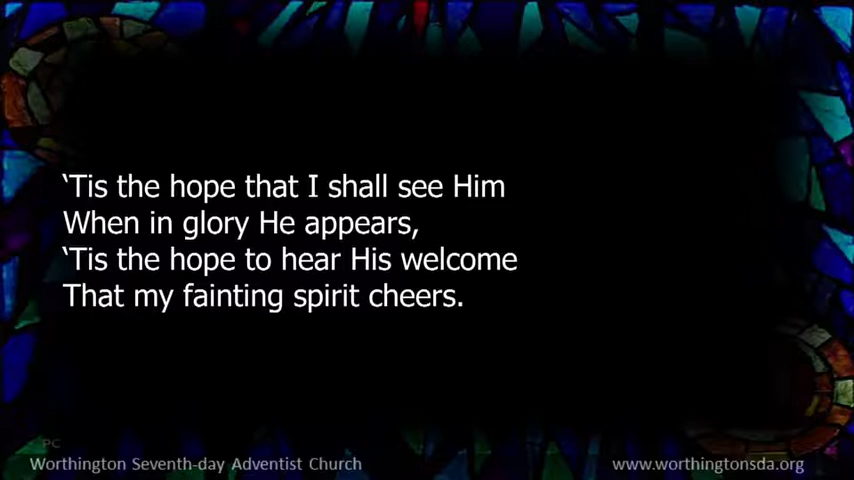 ‘Tis the hope that I shall see Him
When in glory He appears,
‘Tis the hope to hear His welcome
That my fainting spirit cheers.
PC
Worthington Seventh-day Adventist Church
www.worthingtonsda.org